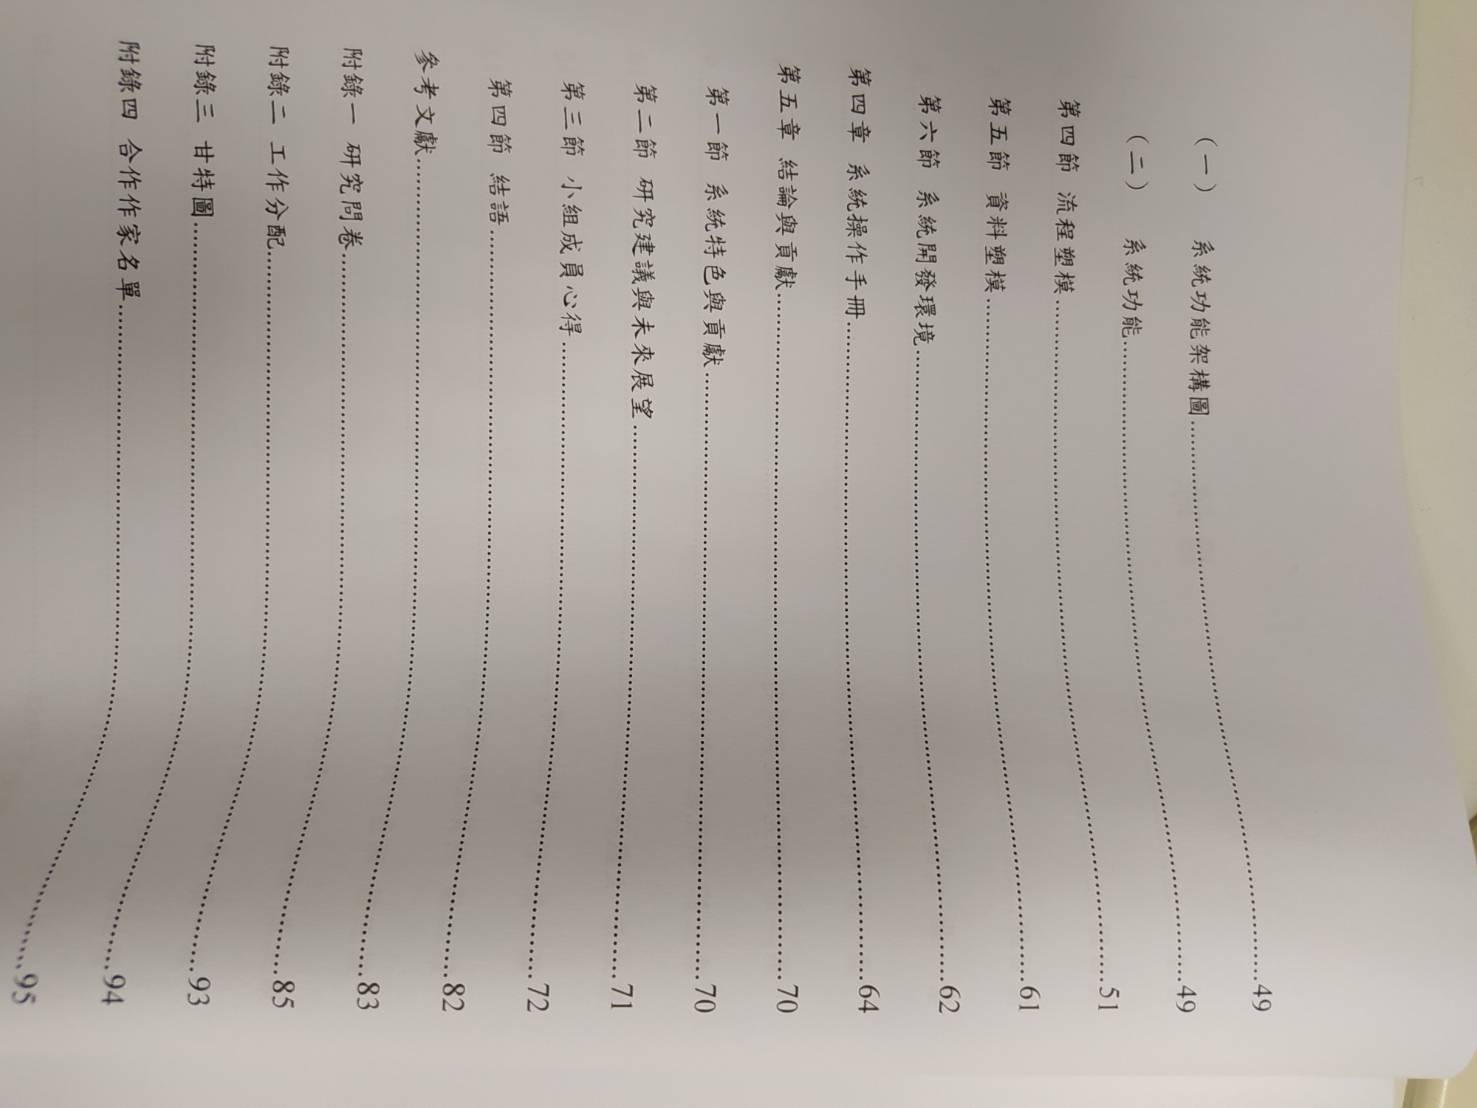 （一） 系統功能架構圖........................49
（二） 系統功能........................49
第四節 流程塑模........................51
第五節 資料塑模........................61
第六節 系統開發環境........................62
第四章 系統操作手冊........................64
第五章 結論與貢獻........................70
第一節 系統特色與貢獻........................70
第二節 研究建議與未來展望........................71
第三節 小組成員心得........................72
第四節 結語........................82
參考文獻........................83
附錄一 研究問卷........................85
附錄二 工作分配........................93
附錄三 甘特圖........................94
附錄四 合作作家名單........................95